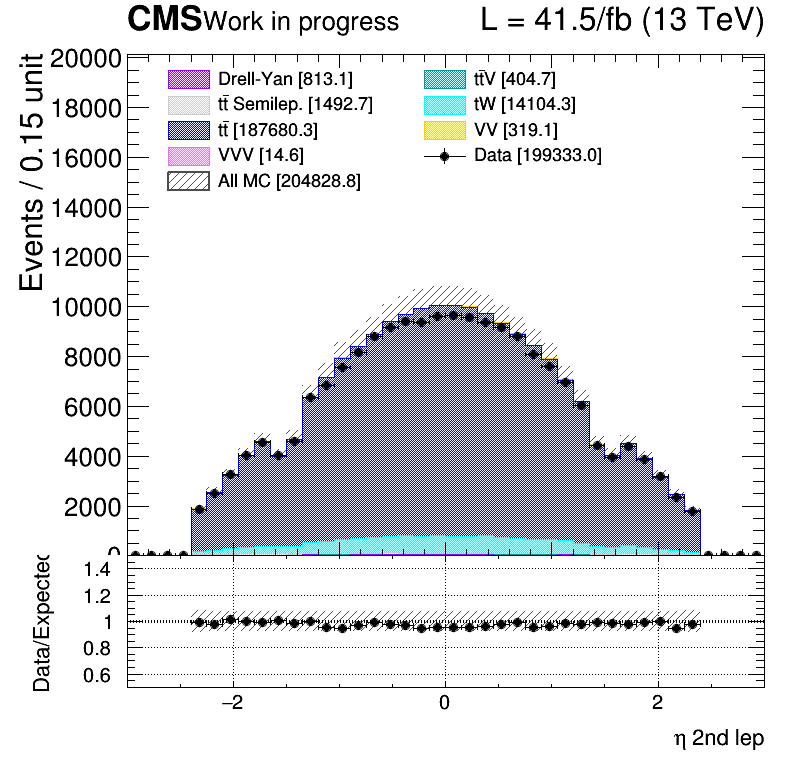 CMS Work in progress L = 41.5/fb (13 TeV)
Events / 0.15 unit
20000
18000
16000
14000
12000
10000
8000
6000
4000
2000
0
Drell-Yan [813.1]
tt̄V [404.7]
tt̄ Semilep. [1492.7]
tW [14104.3]
tt̄ [187680.3]
VV [319.1]
VVV [14.6]
Data [199333.0]
All MC [204828.8]
Data/Expected
1.4
1.2
1
0.8
0.6
−2 0 2
η 2nd lep